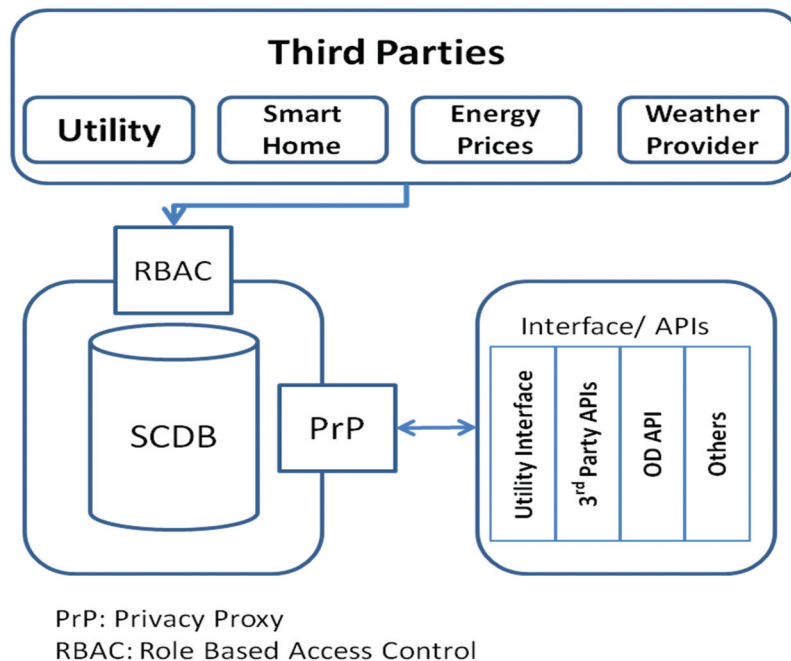 Third Parties
Utility
Smart
Home
Energy
Prices
Weather
Provider
RBAC
SCDB
PrP
Interface/ APIs
Utility Interface
3rd Party APIs
OD API
Others
PrP: Privacy Proxy
RBAC: Role Based Access Control